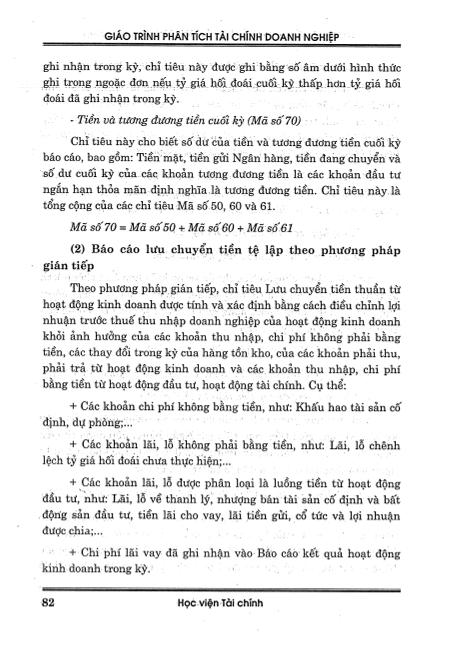 GIÁO TRÌNH PHÂN TÍCH TÀI CHÍNH DOANH NGHIỆP
ghi nhận trong kỳ, chỉ tiêu này được ghi bằng số âm dưới hình thức
ghi trong ngoặc đơn nếu tỷ giá hối đoái cuối kỳ thấp hơn tỷ giá hối
đoái đã ghi nhận trong kỳ.
- Tiền và tương đương tiền cuối kỳ (Mã số 70)
Chỉ tiêu này cho biết số dư của tiền và tương đương tiền cuối kỳ
báo cáo, bao gồm: Tiền mặt, tiền gửi Ngân hàng, tiền đang chuyển và
số dư cuối kỳ của các khoản tương đương tiền là các khoản đầu tư
ngắn hạn thỏa mãn định nghĩa là tương đương tiền. Chỉ tiêu này là
tổng cộng của các chỉ tiêu Mã số 50, 60 và 61.
Mã số 70 = Mã số 50 + Mã số 60 + Mã số 61
(2) Báo cáo lưu chuyển tiền tệ lập theo phương pháp
gián tiếp
Theo phương pháp gián tiếp, chỉ tiêu Lưu chuyển tiền thuần từ
hoạt động kinh doanh được tính và xác định bằng cách điều chỉnh lợi
nhuận trước thuế thu nhập doanh nghiệp của hoạt động kinh doanh
khỏi ảnh hưởng của các khoản thu nhập, chi phí không phải bằng
tiền, các thay đổi trong kỳ của hàng tồn kho, của các khoản phải thu,
phải trả từ hoạt động kinh doanh và các khoản thu nhập, chi phí
bằng tiền từ hoạt động đầu tư, hoạt động tài chính. Cụ thể:
+ Các khoản chi phí không bằng tiền, như: Khấu hao tài sản cố
định, dự phòng;...
+ Các khoản lãi, lỗ không phải bằng tiền, như: Lãi, lỗ chênh
lệch tỷ giá hối đoái chưa thực hiện;...
+ Các khoản lãi, lỗ được phân loại là luồng tiền từ hoạt động
đầu tư, như: Lãi, lỗ về thanh lý, nhượng bán tài sản cố định và bất
động sản đầu tư, tiền lãi cho vay, lãi tiền gửi, cổ tức và lợi nhuận
được chia;...
+ Chi phí lãi vay đã ghi nhận vào Báo cáo kết quả hoạt động
kinh doanh trong kỳ.
82 Học viện Tài chính